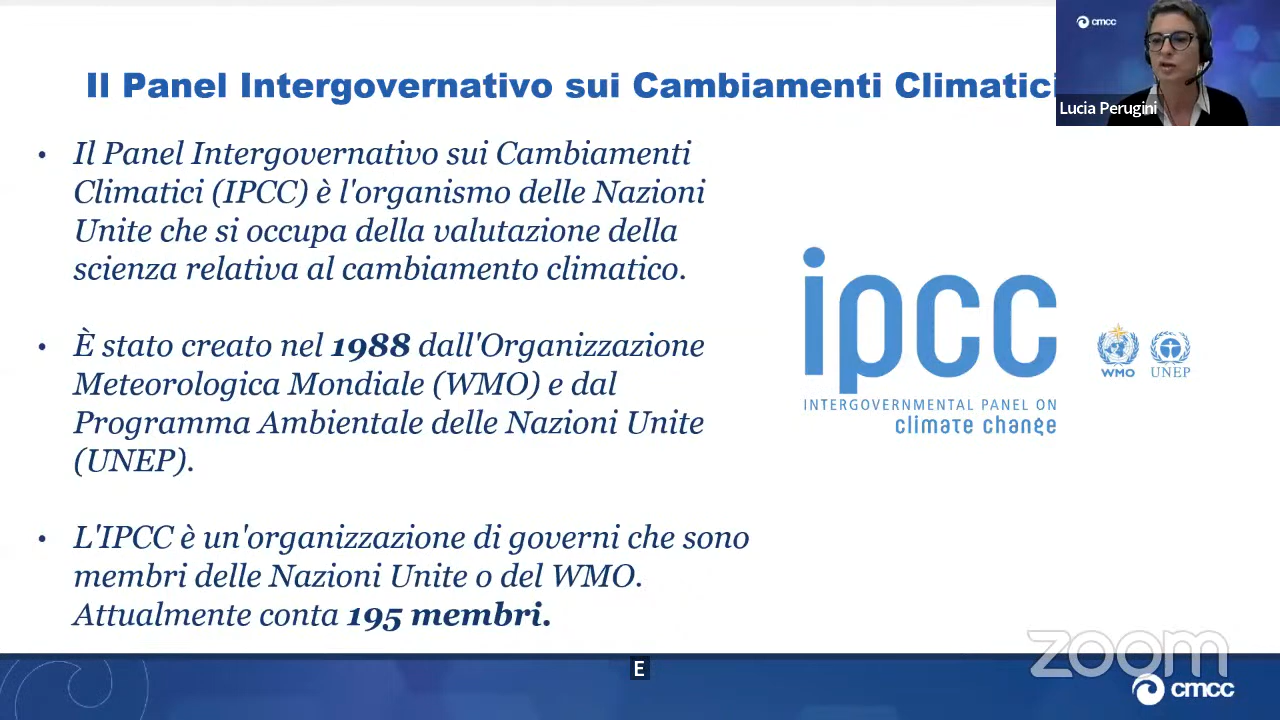 Il Panel Intergovernativo sui Cambiamenti Climatici
cmcc
Lucia Perugini
• Il Panel Intergovernativo sui Cambiamenti
Climatici (IPCC) è l'organismo delle Nazioni
Unite che si occupa della valutazione della
scienza relativa al cambiamento climatico.
• È stato creato nel 1988 dall'Organizzazione
Meteorologica Mondiale (WMO) e dal
Programma Ambientale delle Nazioni Unite
(UNEP).
• L'IPCC è un'organizzazione di governi che sono
membri delle Nazioni Unite o del WMO.
Attualmente conta 195 membri.
ipcc
INTERGOVERNMENTAL PANEL ON
climate change
WMO
UNEP
E
zoom
cmcc